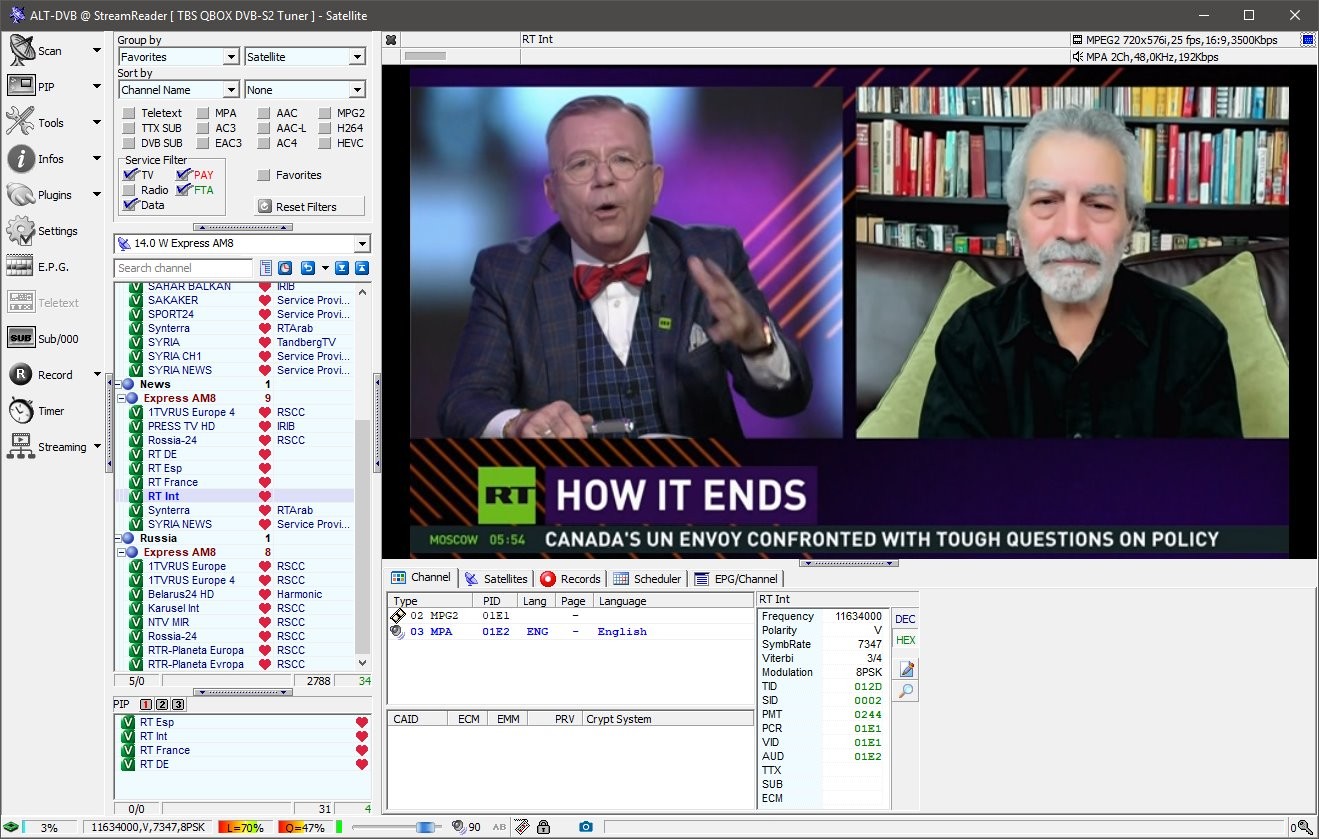 ALT-DVB @ StreamReader [ TBS QBOX DVB-S2 Tuner ] - Satellite
Scan
PIP
Tools
Infos
Plugins
Settings
E.P.G.
Teletext
SUB Sub/000
R Record
Timer
Streaming
Group by
Favorites Satellite
Sort by
Channel Name None
Teletext MPA AAC MPG2
TTX SUB AC3 AAC-L H264
DVB SUB EAC3 AC4 HEVC
Service Filter
TV PAY Favorites
Radio FTA
Data Reset Filters
14.0 W Express AM8
Search channel
SAHAR BALKAN IRIB
SAKAKER Service Provi...
SPORT24 Service Provi...
Synterra RTArab
SYRIA TandbergTV
SYRIA CH1 Service Provi...
SYRIA NEWS Service Provi...
News 1
Express AM8 9
1TVRUS Europe 4 RSCC
PRESS TV HD IRIB
Rossia-24 RSCC
RT DE
RT Esp
RT France
RT Int
Synterra RTArab
SYRIA NEWS Service Provi...
Russia 1
Express AM8 8
1TVRUS Europe RSCC
1TVRUS Europe 4 RSCC
Belarus24 HD Harmonic
Karusel Int RSCC
NTV MIR RSCC
Rossia-24 RSCC
RTR-Planeta Europa RSCC
RTR-Planeta Evropa RSCC
5/0 2788 34
PIP 1 2 3
RT Esp
RT Int
RT France
RT DE
0/0 31 4
RT Int
MPEG2 720x576i,25 fps,16:9,3500Kbps
MPA 2Ch,48,0KHz,192Kbps
RT HOW IT ENDS
MOSCOW 05:54 CANADA'S UN ENVOY CONFRONTED WITH TOUGH QUESTIONS ON POLICY
Channel Satellites Records Scheduler EPG/Channel
Type PID Lang Page Language
02 MPG2 01E1 -
03 MPA 01E2 ENG - English
CAID ECM EMM PRV Crypt System
RT Int
Frequency 11634000
Polarity V
SymbRate 7347
Viterbi 3/4
Modulation 8PSK
TID 012D
SID 0002
PMT 0244
PCR 01E1
VID 01E1
AUD 01E2
TTX
SUB
ECM
DEC
HEX
3% 11634000,V,7347,8PSK L=70% Q=47% 90 AB 0